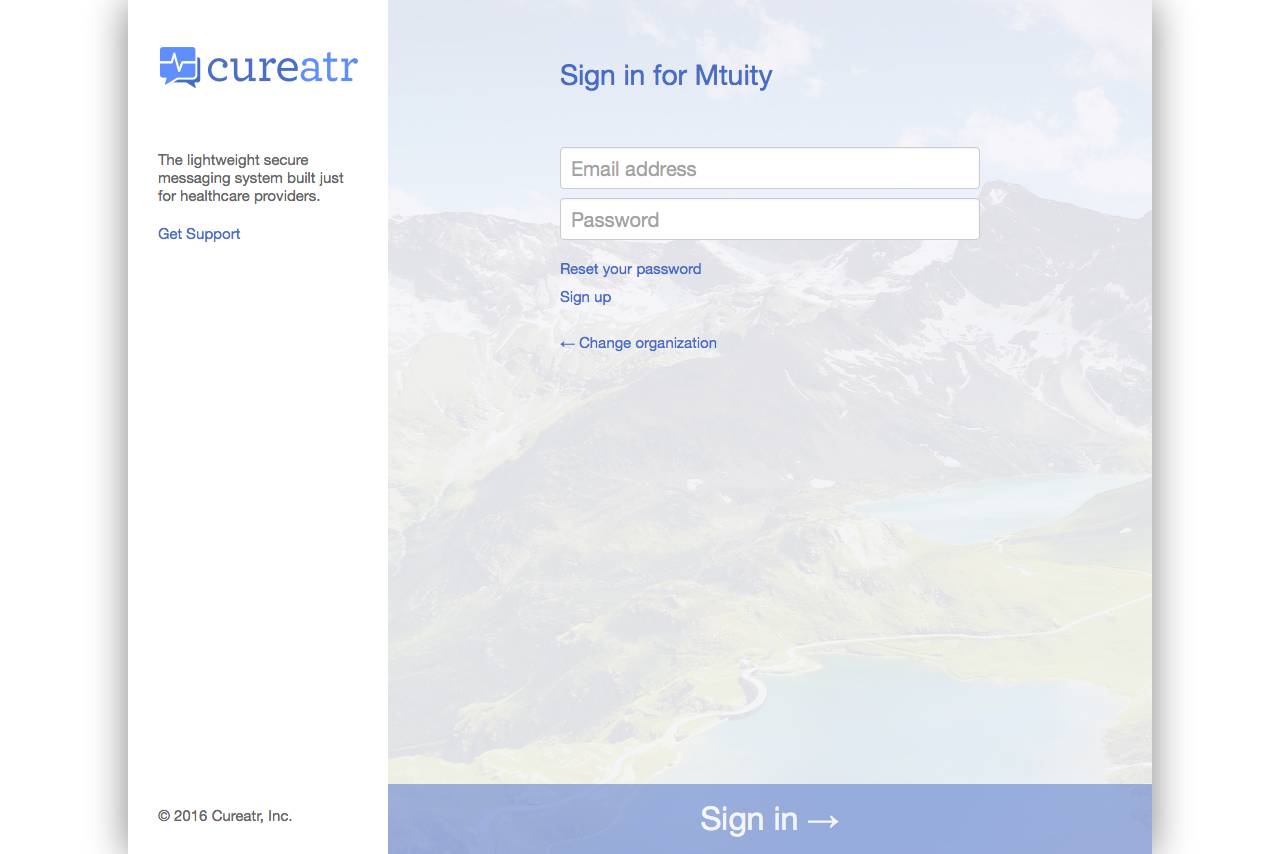 cureatr
The lightweight secure
messaging system built just
for healthcare providers.
Get Support
© 2016 Cureatr, Inc.
Sign in for Mtuity
Email address
Password
Reset your password
Sign up
← Change organization
Sign in →